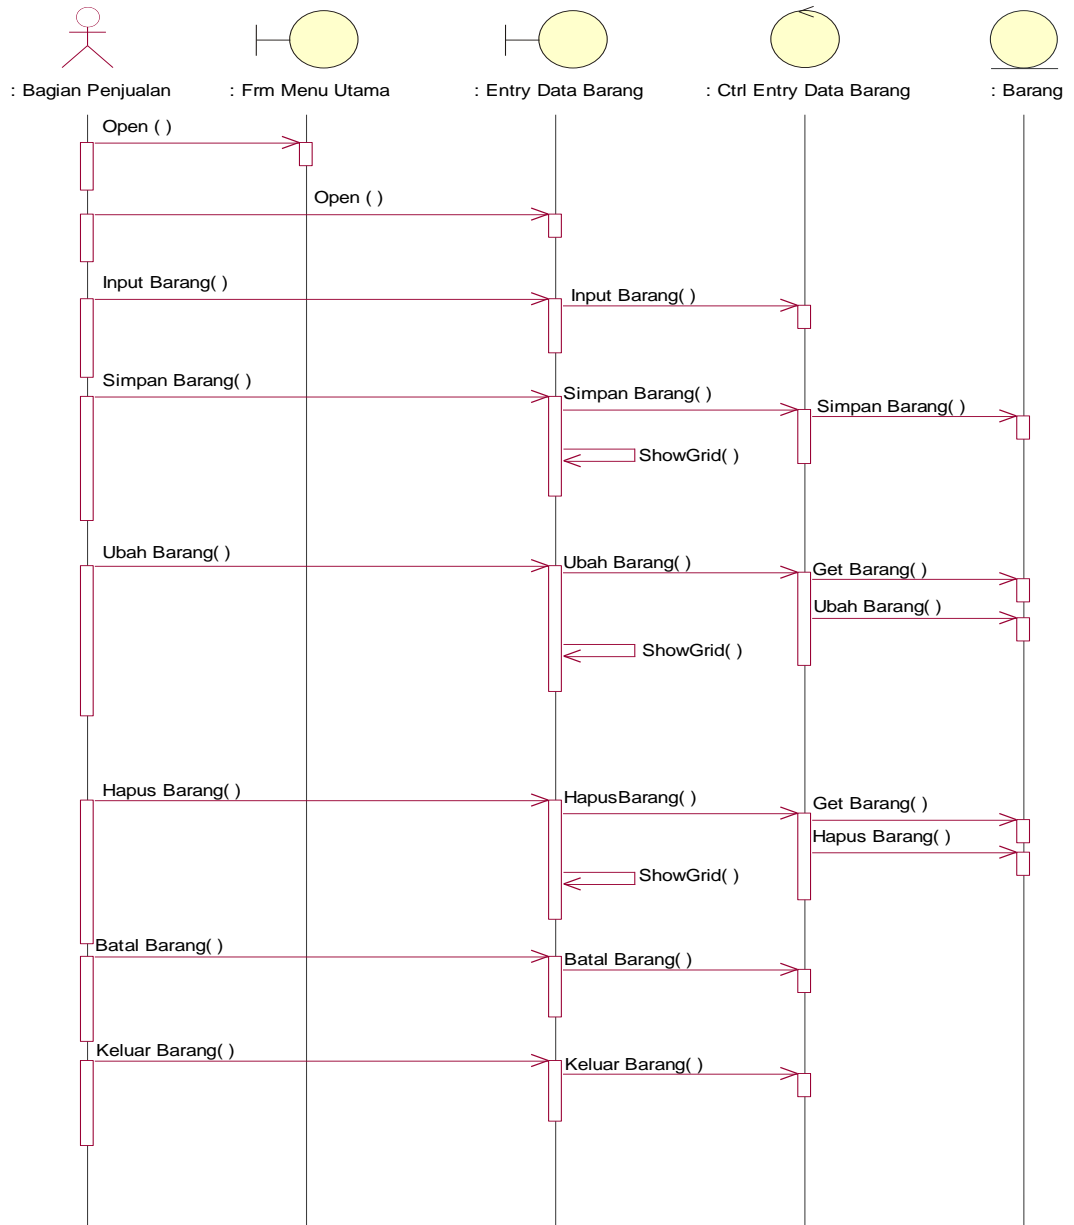 : Bagian Penjualan
: Frm Menu Utama
: Entry Data Barang
: Ctrl Entry Data Barang
: Barang
Open ( )
Open ( )
Input Barang( )
Input Barang( )
Simpan Barang( )
Simpan Barang( )
Simpan Barang( )
ShowGrid( )
Ubah Barang( )
Ubah Barang( )
Get Barang( )
Ubah Barang( )
ShowGrid( )
Hapus Barang( )
HapusBarang( )
Get Barang( )
Hapus Barang( )
ShowGrid( )
Batal Barang( )
Batal Barang( )
Keluar Barang( )
Keluar Barang( )